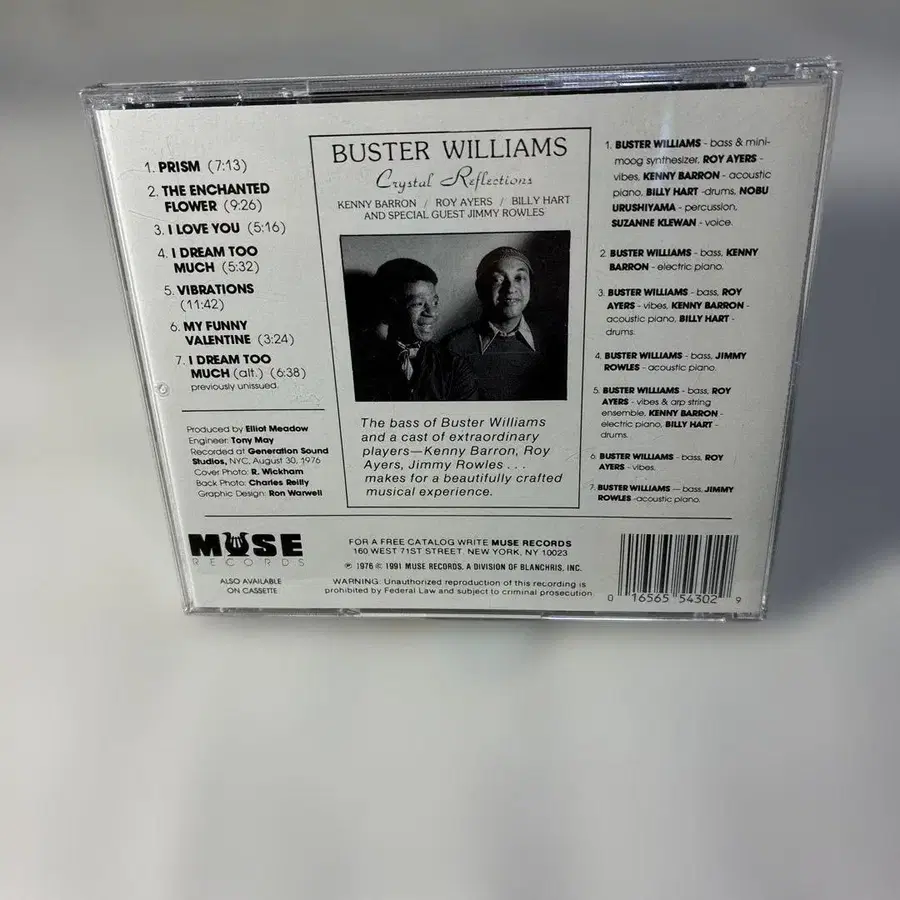 1. PRISM (7:13)
2. THE ENCHANTED
FLOWER (9:26)
3. I LOVE YOU (5:16)
4. I DREAM TOO
MUCH (5:32)
5. VIBRATIONS
(11:42)
6. MY FUNNY
VALENTINE (3:24)
7. I DREAM TOO
MUCH (alt.) (6:38)
previously unissued.
Produced by Elliot Meadow
Engineer: Tony May
Recorded at Generation Sound
Studios, NYC, August 30, 1976
Cover Photo: R. Wickham
Back Photo: Charles Reilly
Graphic Design: Ron Warwell
BUSTER WILLIAMS
Crystal Reflections
KENNY BARRON / ROY AYERS / BILLY HART
AND SPECIAL GUEST JIMMY ROWLES
The bass of Buster Williams
and a cast of extraordinary
players—Kenny Barron, Roy
Ayers, Jimmy Rowles . . .
makes for a beautifully crafted
musical experience.
1. BUSTER WILLIAMS - bass & mini-
moog synthesizer, ROY AYERS -
vibes, KENNY BARRON - acoustic
piano, BILLY HART -drums, NOBU
URUSHIYAMA - percussion,
SUZANNE KLEWAN - voice.
2. BUSTER WILLIAMS - bass, KENNY
BARRON - electric piano.
3. BUSTER WILLIAMS - bass, ROY
AYERS - vibes, KENNY BARRON -
acoustic piano, BILLY HART -
drums.
4. BUSTER WILLIAMS - bass, JIMMY
ROWLES - acoustic piano.
5. BUSTER WILLIAMS - bass, ROY
AYERS - vibes & arp string
ensemble, KENNY BARRON -
electric piano, BILLY HART -
drums.
6. BUSTER WILLIAMS - bass, ROY
AYERS - vibes.
7. BUSTER WILLIAMS — bass, JIMMY
ROWLES -acoustic piano.
MUSE
RECORDS
ALSO AVAILABLE
ON CASSETTE
FOR A FREE CATALOG WRITE MUSE RECORDS
160 WEST 71ST STREET, NEW YORK, NY 10023
℗ 1976 © 1991 MUSE RECORDS, A DIVISION OF BLANCHRIS, INC.
WARNING: Unauthorized reproduction of this recording is
prohibited by Federal Law and subject to criminal prosecution
0 16565 54302 9